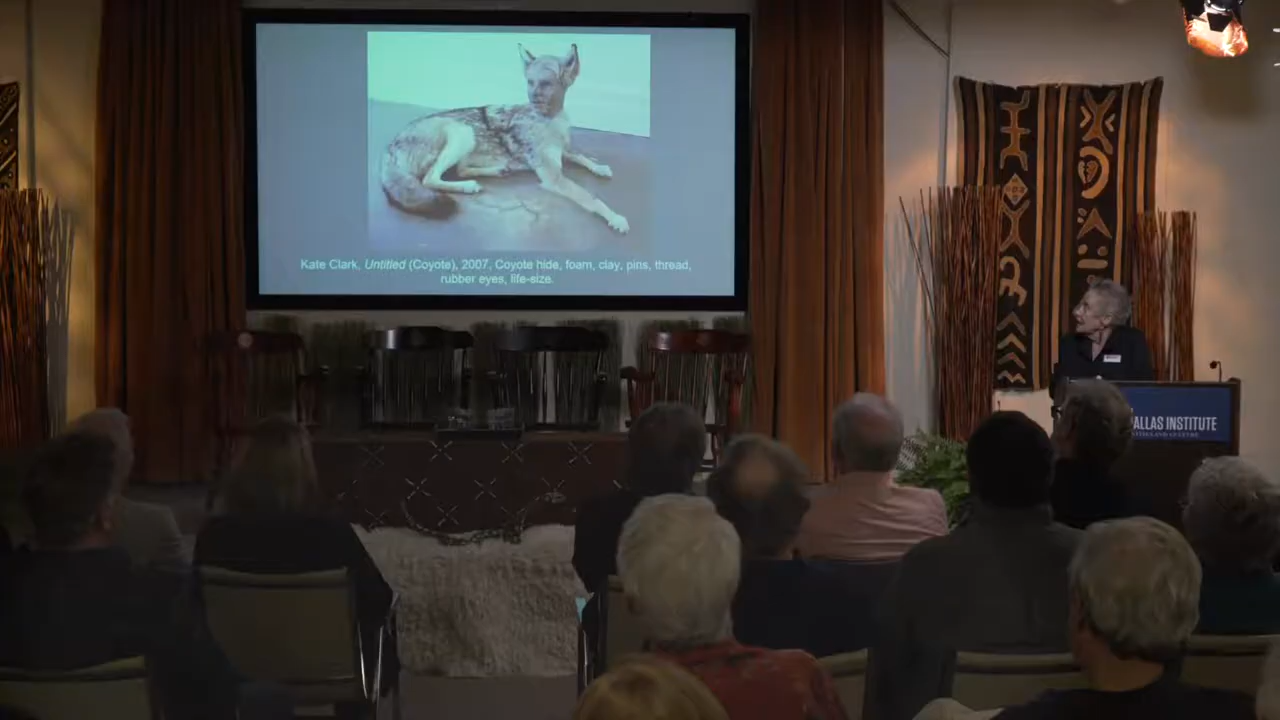 Kate Clark, Untitled (Coyote), 2007, Coyote hide, foam, clay, pins, thread,
rubber eyes, life-size.
ALLAS INSTITUTE